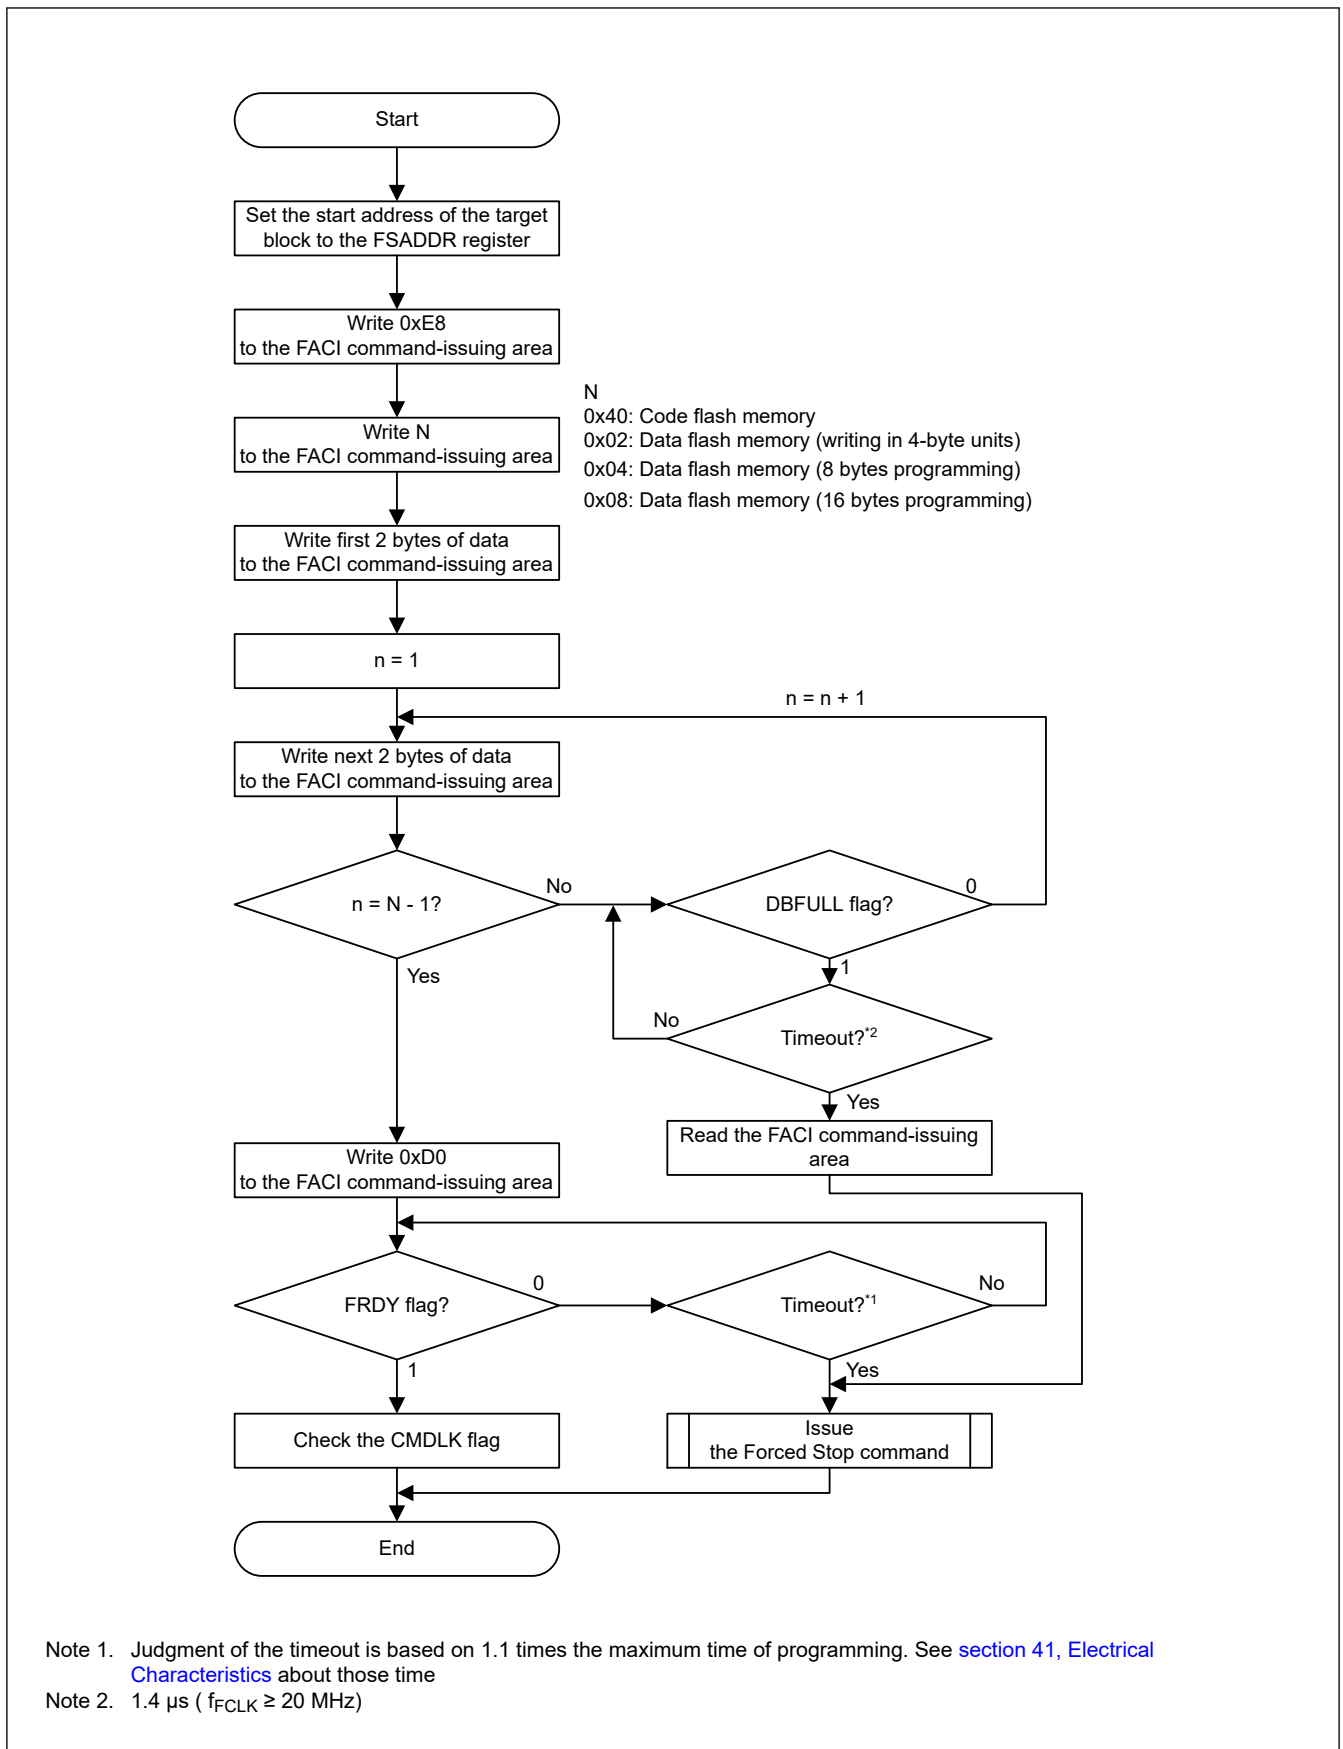 Start
Set the start address of the target
block to the FSADDR register
Write 0xE8
to the FACI command-issuing area
N
0x40: Code flash memory
Write N
to the FACI command-issuing area
0x02: Data flash memory (writing in 4-byte units)
0x04: Data flash memory (8 bytes programming)
0x08: Data flash memory (16 bytes programming)
Write first 2 bytes of data
to the FACI command-issuing area
n = 1
n = n + 1
Write next 2 bytes of data
to the FACI command-issuing area
n = N - 1?
No
DBFULL flag?
0
Yes
1
No
Timeout?*2
Yes
Read the FACI command-issuing
area
Write 0xD0
to the FACI command-issuing area
FRDY flag?
0
Timeout?*1
No
1
Yes
Check the CMDLK flag
Issue
the Forced Stop command
End
Note 1. Judgment of the timeout is based on 1.1 times the maximum time of programming. See section 41, Electrical
Characteristics about those time
Note 2. 1.4 µs ( fFCLK ≥ 20 MHz)